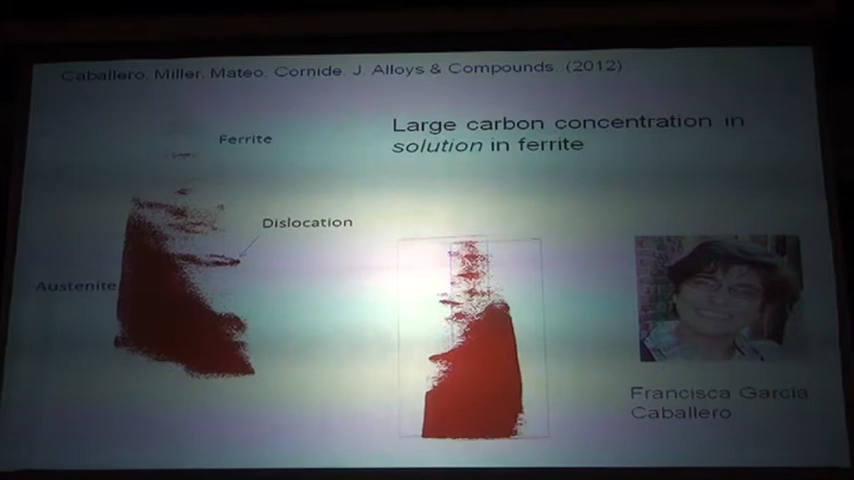 Caballero, Miller, Mateo, Cornide, J. Alloys & Compounds, (2012)
Large carbon concentration in
solution in ferrite
Ferrite
Dislocation
Austenite
Francisca Garcia
Caballero